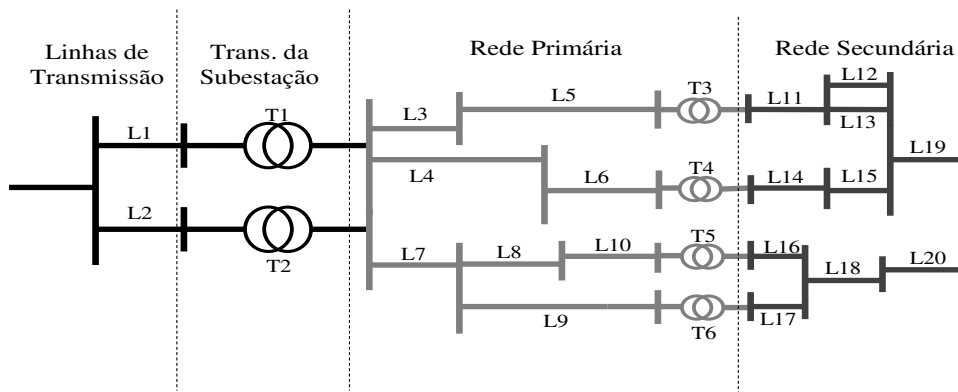 Linhas de
Transmissão
Trans. da
Subestação
Rede Primária
Rede Secundária
L1
L2
T1
T2
L3
L4
L5
L6
L7
L8
L9
L10
T3
T4
T5
T6
L11
L12
L13
L14
L15
L16
L17
L18
L19
L20